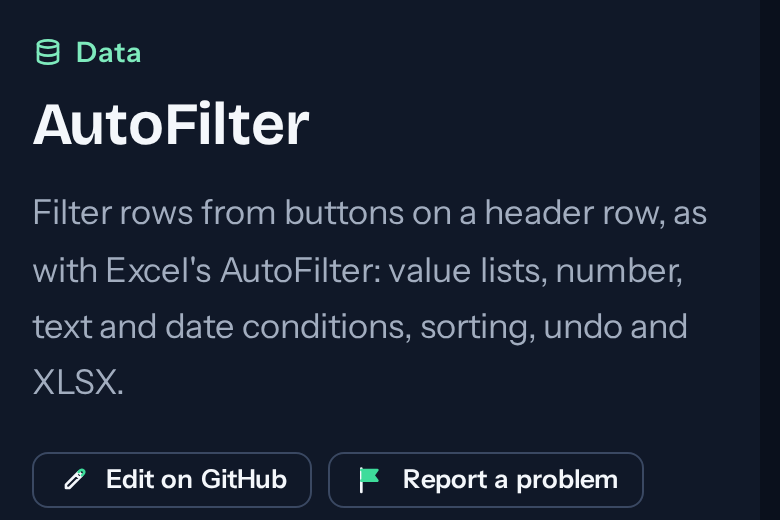 Data
AutoFilter
Filter rows from buttons on a header row, as
with Excel's AutoFilter: value lists, number,
text and date conditions, sorting, undo and
XLSX.
Edit on GitHub
Report a problem